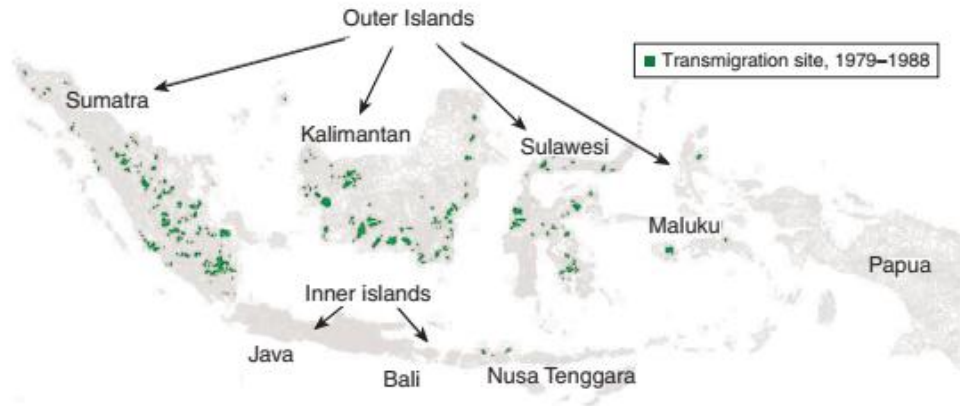 Outer Islands
Transmigration site, 1979–1988
Sumatra
Kalimantan
Sulawesi
Maluku
Papua
Inner islands
Java
Bali
Nusa Tenggara